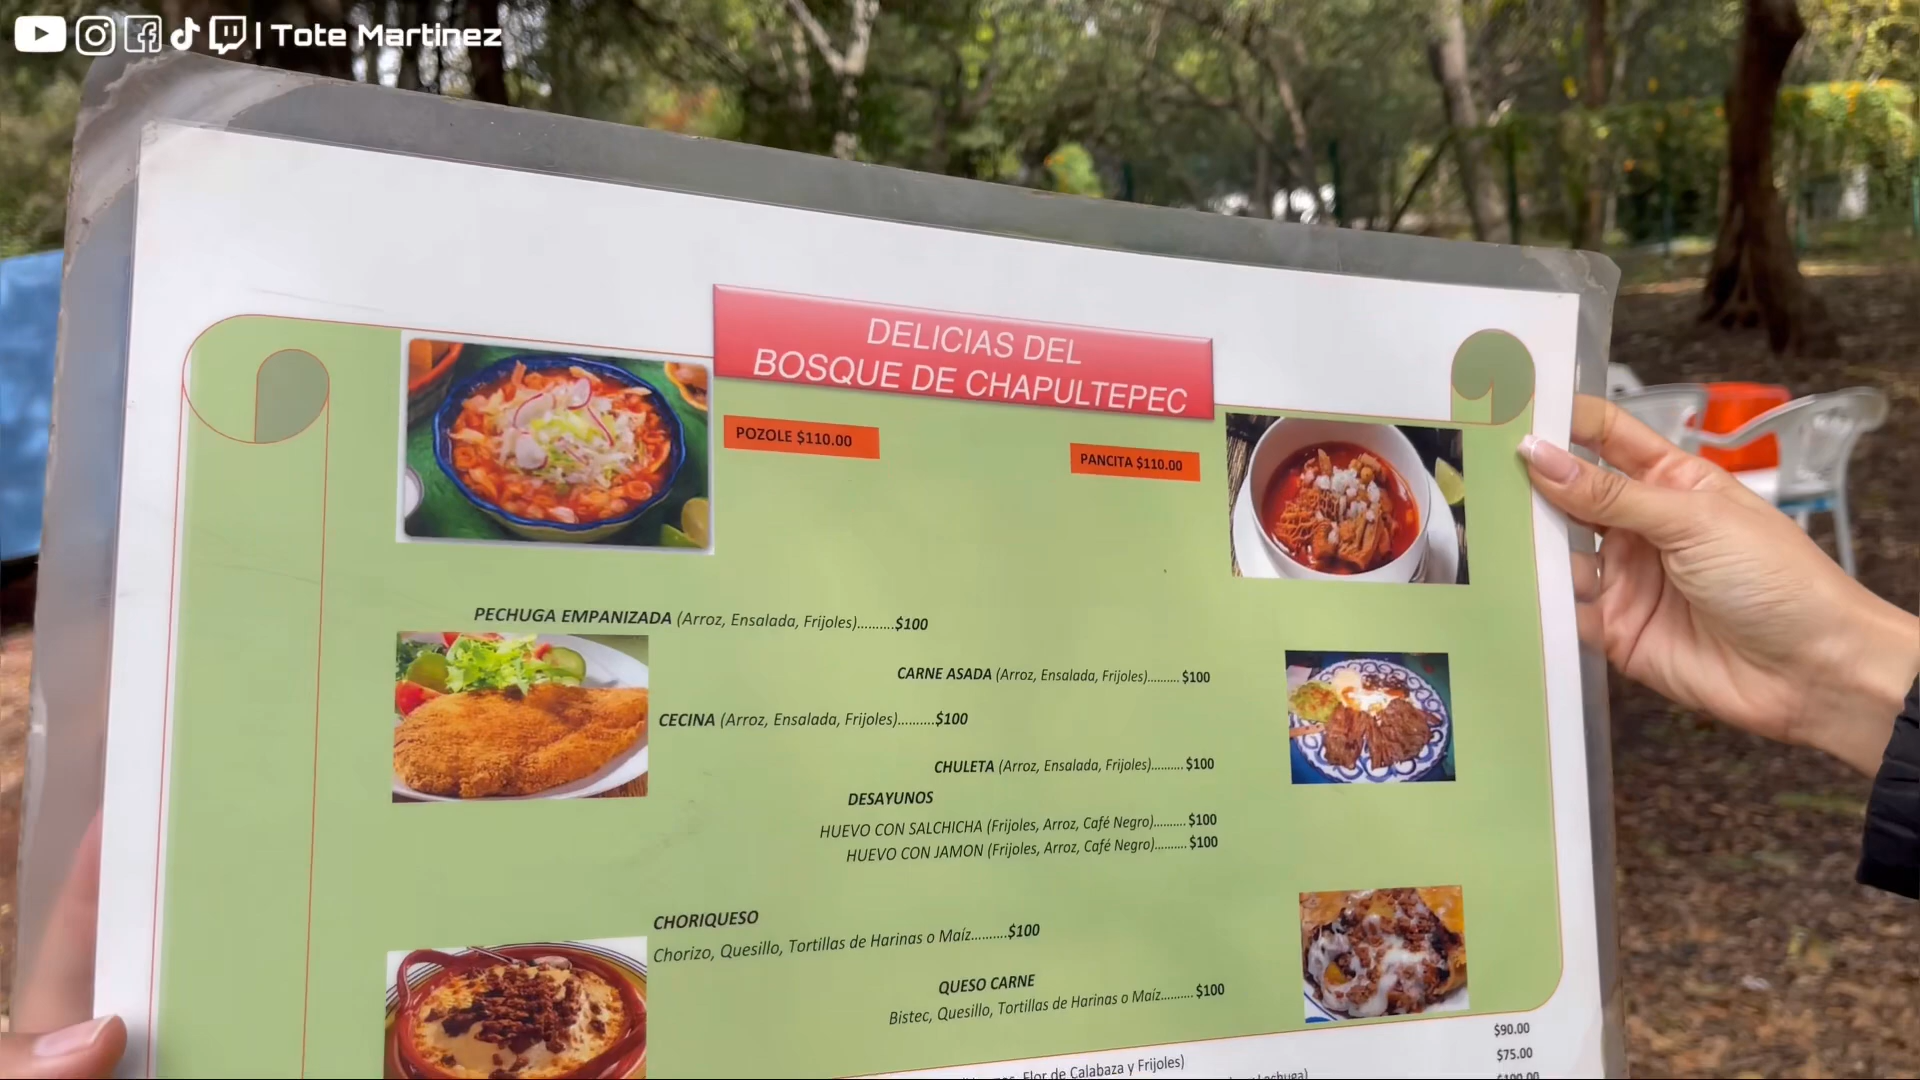 | Tote Martinez
DELICIAS DEL
BOSQUE DE CHAPULTEPEC
POZOLE $110.00
PANCITA $110.00
PECHUGA EMPANIZADA (Arroz, Ensalada, Frijoles)..........$100
CARNE ASADA (Arroz, Ensalada, Frijoles).......... $100
CECINA (Arroz, Ensalada, Frijoles)..........$100
CHULETA (Arroz, Ensalada, Frijoles).......... $100
DESAYUNOS
HUEVO CON SALCHICHA (Frijoles, Arroz, Café Negro).......... $100
HUEVO CON JAMON (Frijoles, Arroz, Café Negro).......... $100
CHORIQUESO
Chorizo, Quesillo, Tortillas de Harinas o Maíz..........$100
QUESO CARNE
Bistec, Quesillo, Tortillas de Harinas o Maíz.......... $100
$90.00
Flor de Calabaza y Frijoles)
$75.00
$100.00